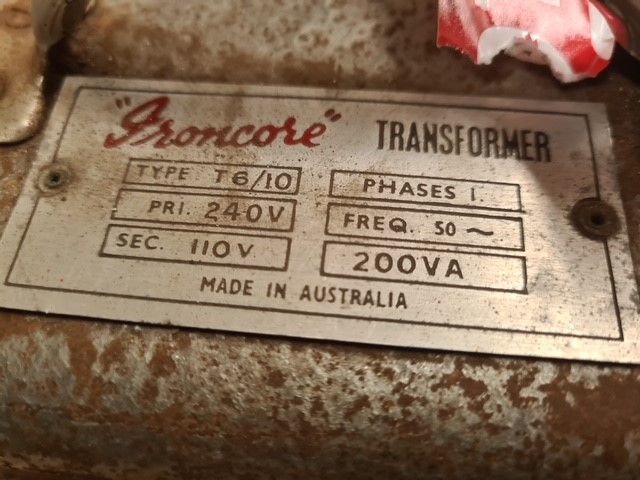 "Ironcore" TRANSFORMER
TYPE T6/10 PHASES 1.
PRI. 240V FREQ. 50 ~
SEC. 110V 200VA
MADE IN AUSTRALIA